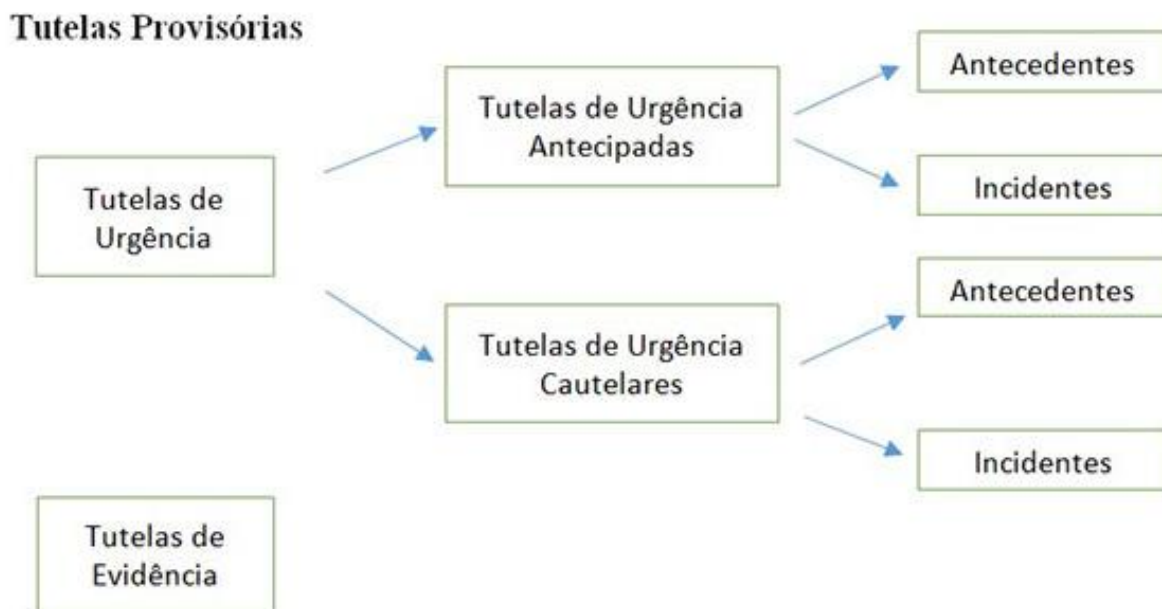 Tutelas Provisórias
Tutelas de
Urgência
Tutelas de Urgência
Antecipadas
Antecedentes
Incidentes
Tutelas de Urgência
Cautelares
Antecedentes
Incidentes
Tutelas de
Evidência